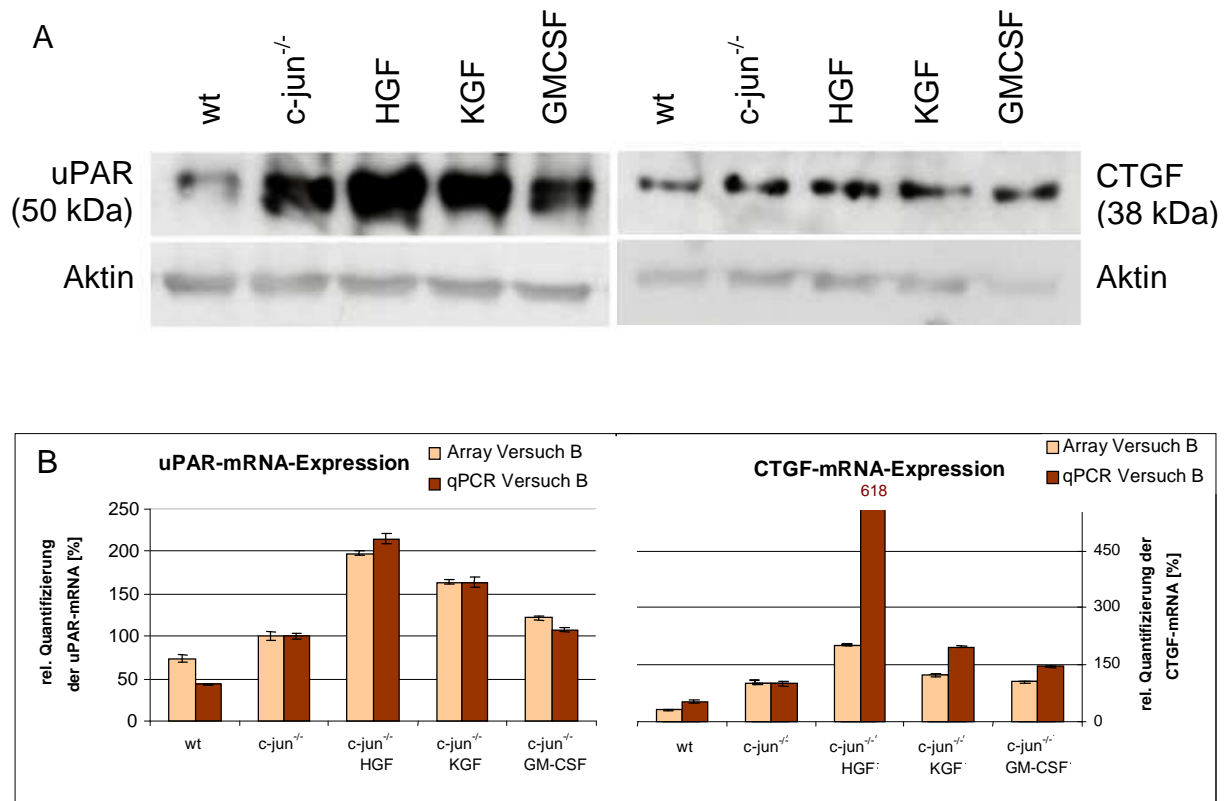 A
wt
c-jun-/-
HGF
KGF
GMCSF
wt
c-jun-/-
HGF
KGF
GMCSF
uPAR
(50 kDa)
CTGF
(38 kDa)
Aktin
Aktin
B
uPAR-mRNA-Expression
Array Versuch B
qPCR Versuch B
rel. Quantifizierung
der uPAR-mRNA [%]
250
200
150
100
50
0
wt
c-jun-/-
c-jun-/-
HGF
c-jun-/-
KGF
c-jun-/-
GM-CSF
CTGF-mRNA-Expression
Array Versuch B
qPCR Versuch B
618
450
300
150
0
rel. Quantifizierung der
CTGF-mRNA [%]
wt
c-jun-/-
c-jun-/-
HGF
c-jun-/-
KGF
c-jun-/-
GM-CSF